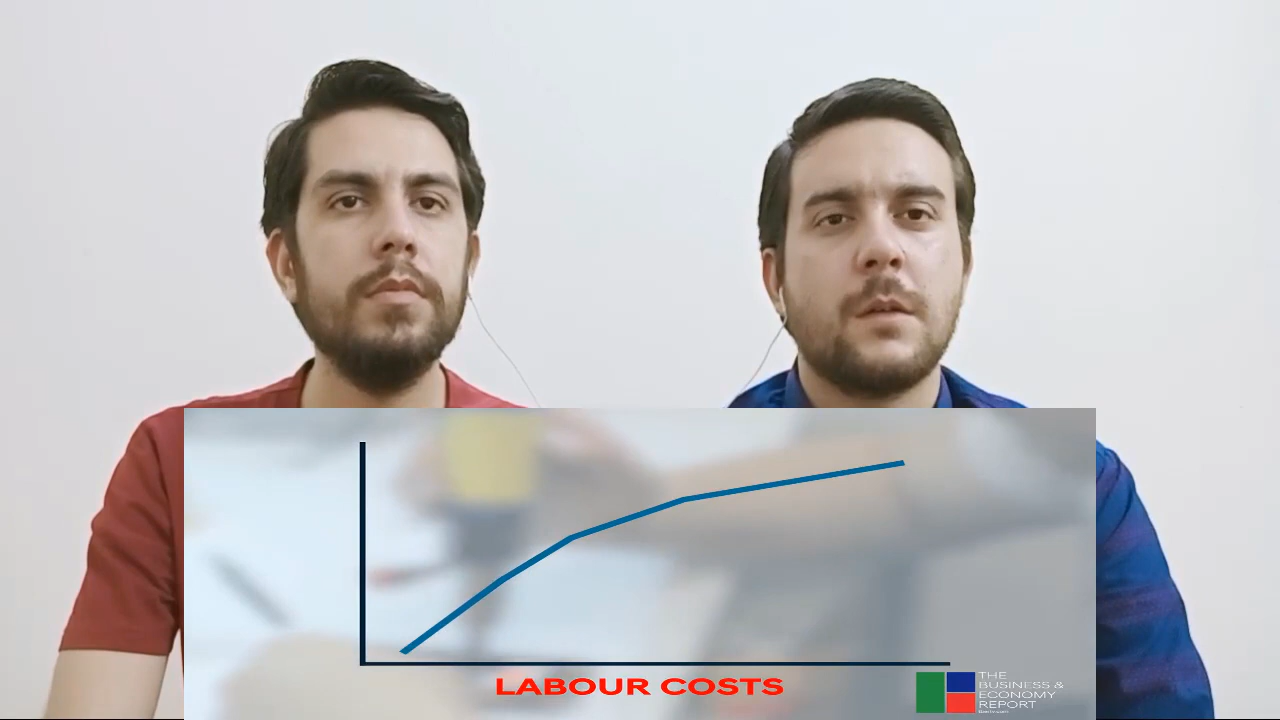 LABOUR COSTS
THE
BUSINESS &
ECONOMY
REPORT